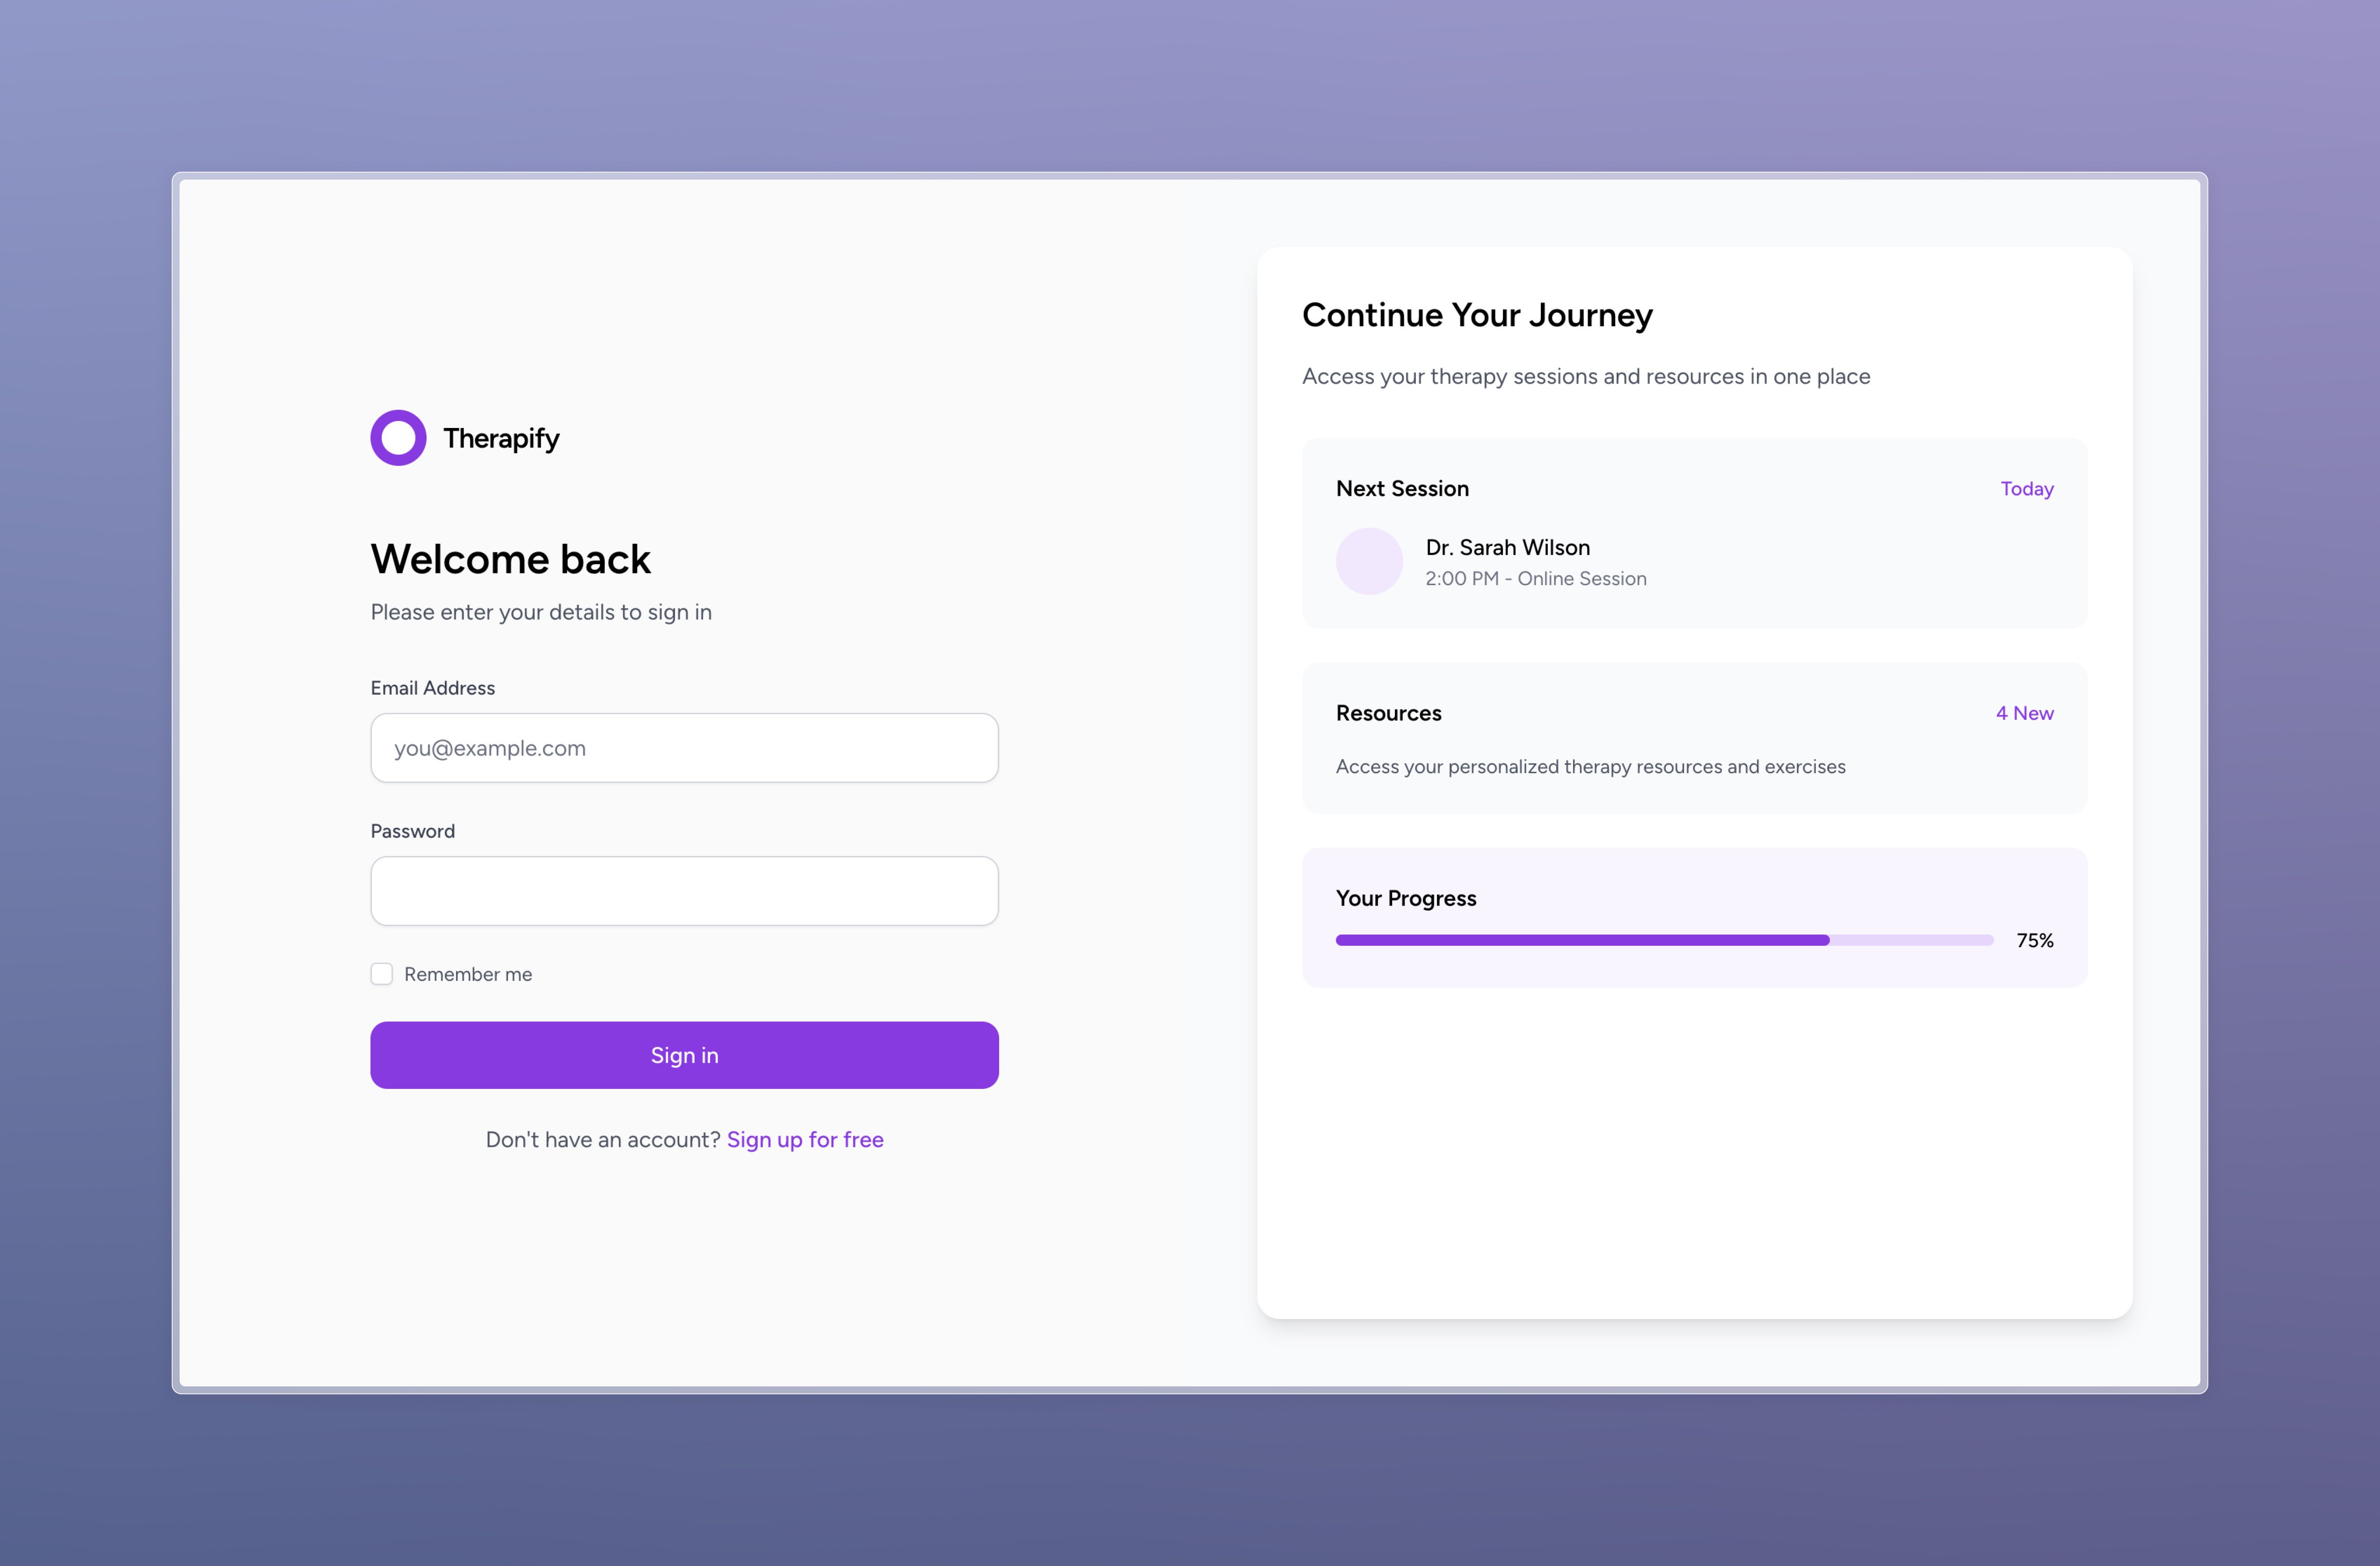 Therapify
Welcome back
Please enter your details to sign in
Email Address
you@example.com
Password
Remember me
Sign in
Don't have an account? Sign up for free
Continue Your Journey
Access your therapy sessions and resources in one place
Next Session
Today
Dr. Sarah Wilson
2:00 PM - Online Session
Resources
4 New
Access your personalized therapy resources and exercises
Your Progress
75%